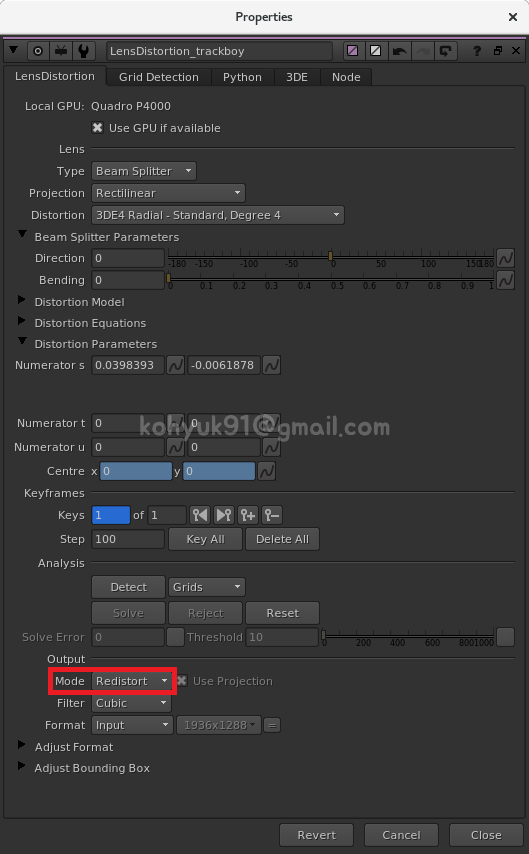 Properties
LensDistortion_trackboy
LensDistortion Grid Detection Python 3DE Node
Local GPU: Quadro P4000
Use GPU if available
Lens
Type Beam Splitter
Projection Rectilinear
Distortion 3DE4 Radial - Standard, Degree 4
Beam Splitter Parameters
Direction 0 -180 -150 -100 -50 0 50 100 150 180
Bending 0 0 0.1 0.2 0.3 0.4 0.5 0.6 0.7 0.8 0.9 1
Distortion Model
Distortion Equations
Distortion Parameters
Numerator s 0.0398393 -0.0061878
Numerator t 0 0
kohyuk91@gmail.com
Numerator u 0 0
Centre x 0 y 0
Keyframes
Keys 1 of 1
Step 100 Key All Delete All
Analysis
Detect Grids
Solve Reject Reset
Solve Error 0 Threshold 10 0 200 400 600 800 1000
Output
Mode Redistort Use Projection
Filter Cubic
Format Input 1936x1288 =
Adjust Format
Adjust Bounding Box
Revert Cancel Close